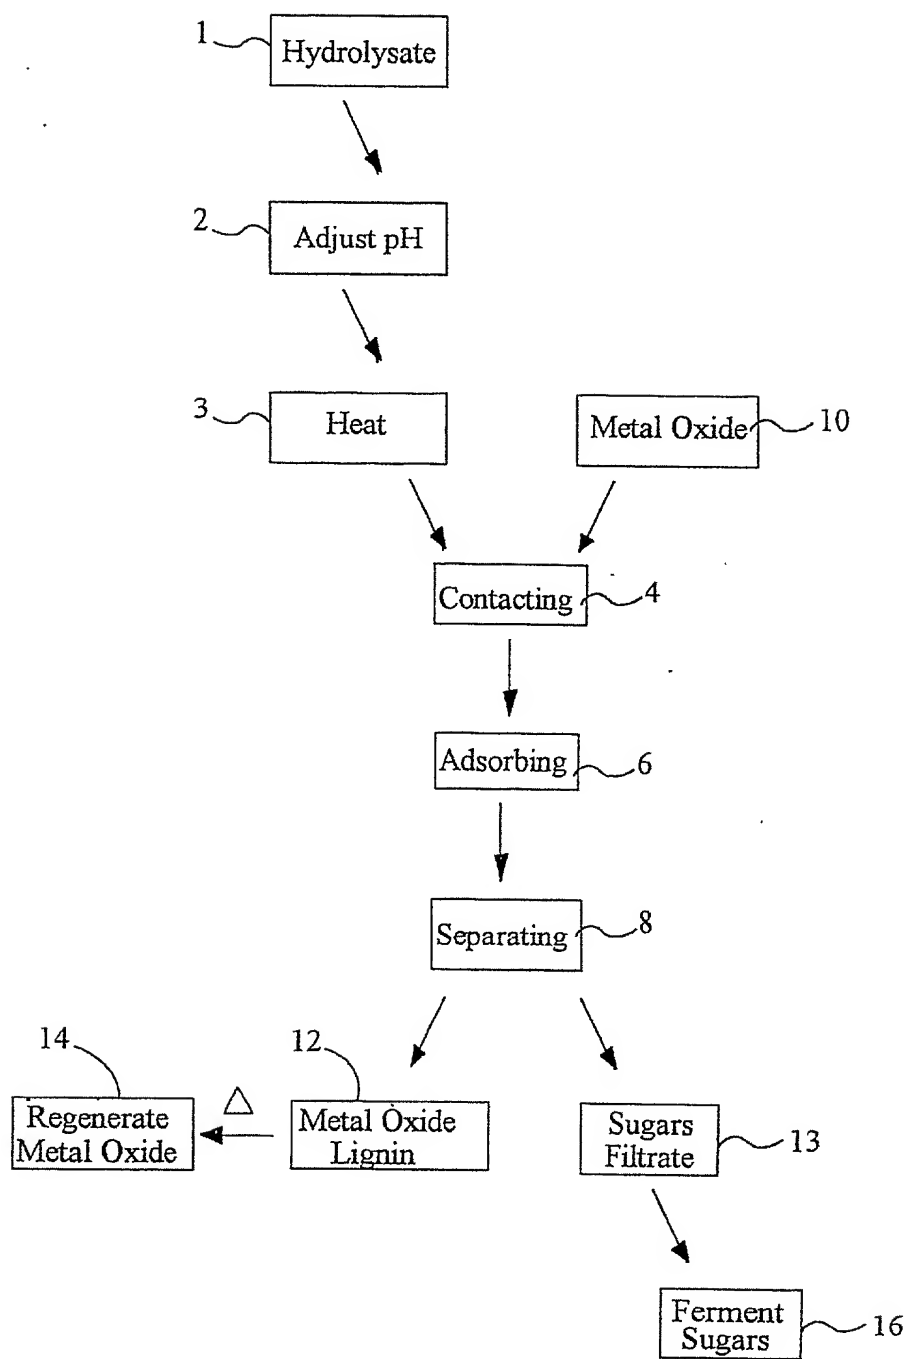 1
Hydrolysate
2
Adjust pH
3
Heat
Metal Oxide
10
Contacting
4
Adsorbing
6
Separating
8
14
12
Regenerate
Metal Oxide
△
Metal Oxide
Lignin
Sugars
Filtrate
13
Ferment
Sugars
16